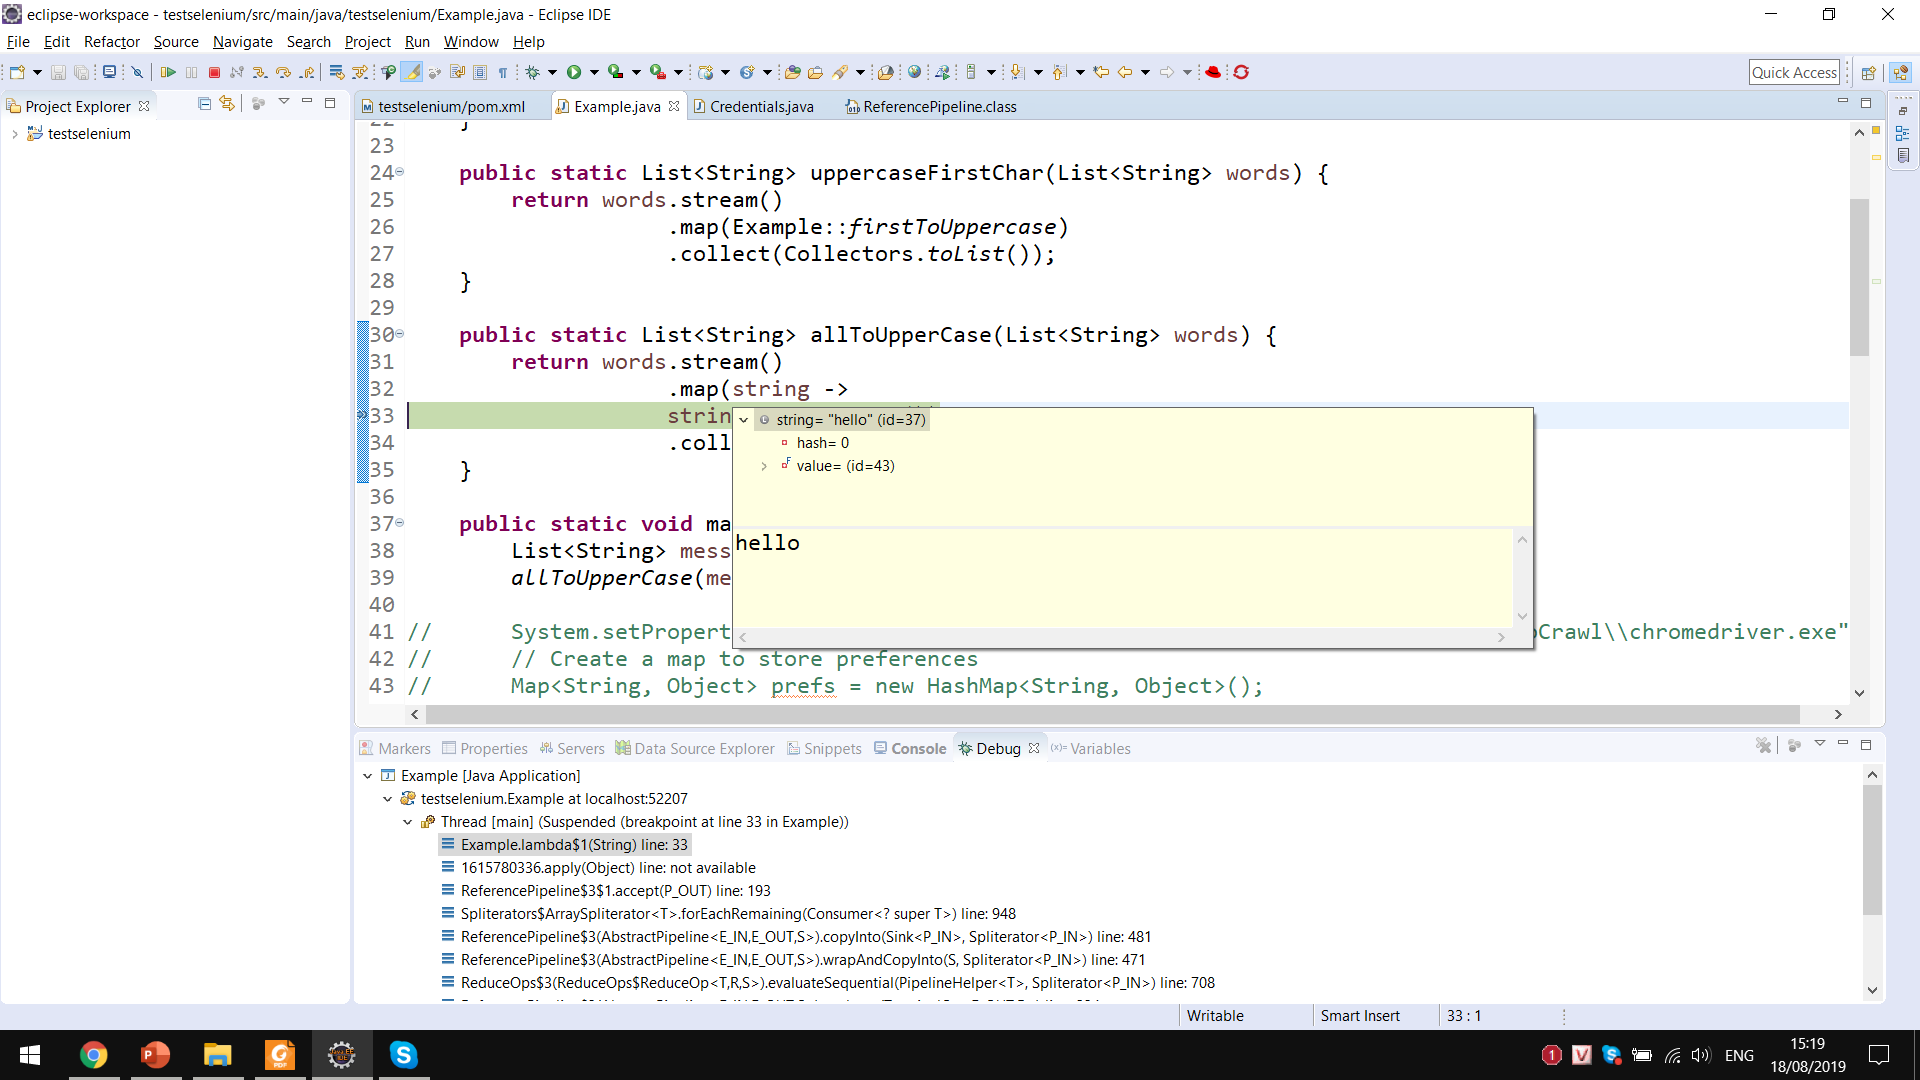 eclipse-workspace - testselenium/src/main/java/testselenium/Example.java - Eclipse IDE
File Edit Refactor Source Navigate Search Project Run Window Help
Quick Access
Project Explorer
testselenium
testselenium/pom.xml Example.java Credentials.java ReferencePipeline.class
22 }
23
24 public static List<String> uppercaseFirstChar(List<String> words) {
25 return words.stream()
26 .map(Example::firstToUppercase)
27 .collect(Collectors.toList());
28 }
29
30 public static List<String> allToUpperCase(List<String> words) {
31 return words.stream()
32 .map(string ->
33 strin
34 .coll
35 }
36
37 public static void ma
38 List<String> mess
39 allToUpperCase(me
40
41 // System.setPropert Crawl\\chromedriver.exe"
42 // // Create a map to store preferences
43 // Map<String, Object> prefs = new HashMap<String, Object>();
string= "hello" (id=37)
hash= 0
value= (id=43)
hello
Markers Properties Servers Data Source Explorer Snippets Console Debug (x)= Variables
Example [Java Application]
testselenium.Example at localhost:52207
Thread [main] (Suspended (breakpoint at line 33 in Example))
Example.lambda$1(String) line: 33
1615780336.apply(Object) line: not available
ReferencePipeline$3$1.accept(P_OUT) line: 193
Spliterators$ArraySpliterator<T>.forEachRemaining(Consumer<? super T>) line: 948
ReferencePipeline$3(AbstractPipeline<E_IN,E_OUT,S>).copyInto(Sink<P_IN>, Spliterator<P_IN>) line: 481
ReferencePipeline$3(AbstractPipeline<E_IN,E_OUT,S>).wrapAndCopyInto(S, Spliterator<P_IN>) line: 471
ReduceOps$3(ReduceOps$ReduceOp<T,R,S>).evaluateSequential(PipelineHelper<T>, Spliterator<P_IN>) line: 708
Writable Smart Insert 33 : 1
ENG
15:19
18/08/2019